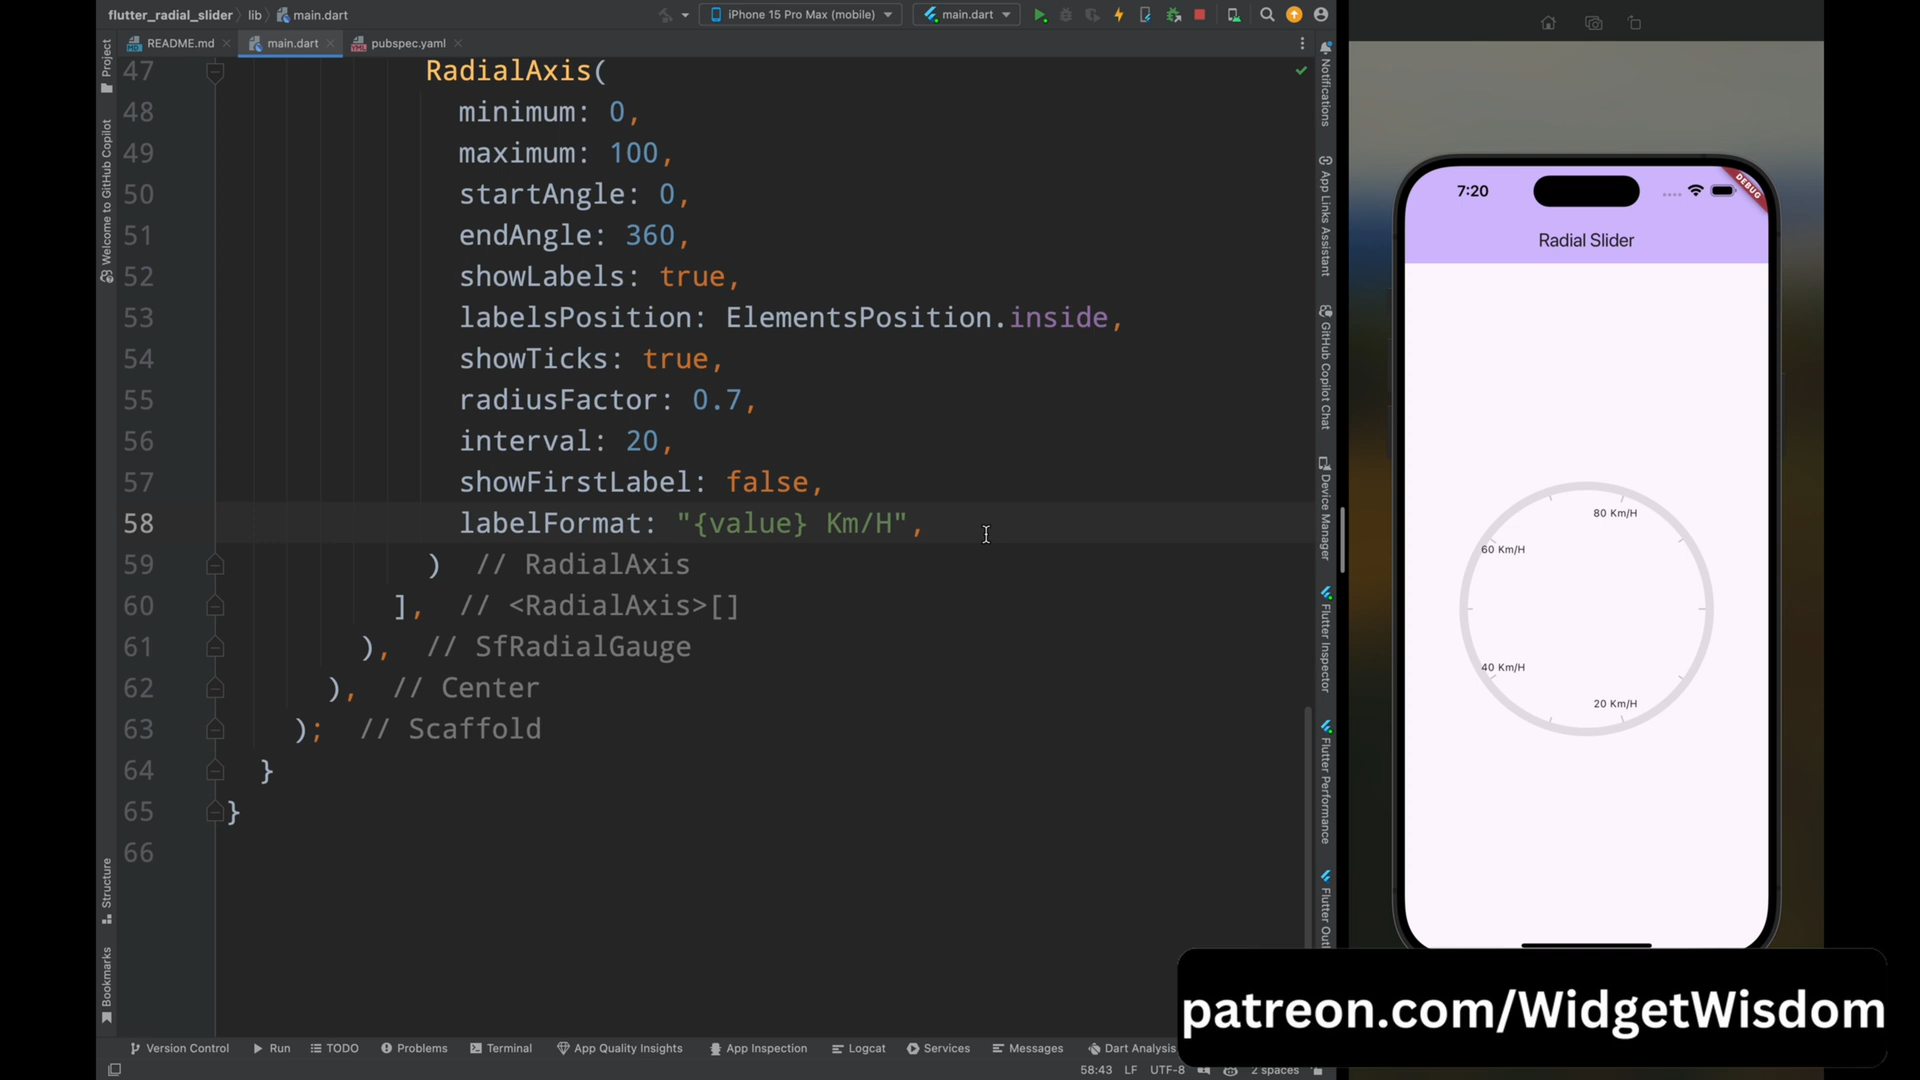 flutter_radial_slider
lib
main.dart
iPhone 15 Pro Max (mobile)
main.dart
README.md
main.dart
pubspec.yaml
47 RadialAxis(
48 minimum: 0,
49 maximum: 100,
50 startAngle: 0,
51 endAngle: 360,
52 showLabels: true,
53 labelsPosition: ElementsPosition.inside,
54 showTicks: true,
55 radiusFactor: 0.7,
56 interval: 20,
57 showFirstLabel: false,
58 labelFormat: "{value} Km/H",
59 ) // RadialAxis
60 ], // <RadialAxis>[]
61 ), // SfRadialGauge
62 ), // Center
63 ); // Scaffold
64 }
65 }
66
Project
Welcome to GitHub Copilot
Structure
Bookmarks
Notifications
App Links Assistant
GitHub Copilot Chat
Device Manager
Flutter Inspector
Flutter Performance
Flutter Outl
7:20
DEBUG
Radial Slider
80 Km/H
60 Km/H
40 Km/H
20 Km/H
patreon.com/WidgetWisdom
Version Control
Run
TODO
Problems
Terminal
App Quality Insights
App Inspection
Logcat
Services
Messages
Dart Analysis
58:43
LF
UTF-8
2 spaces